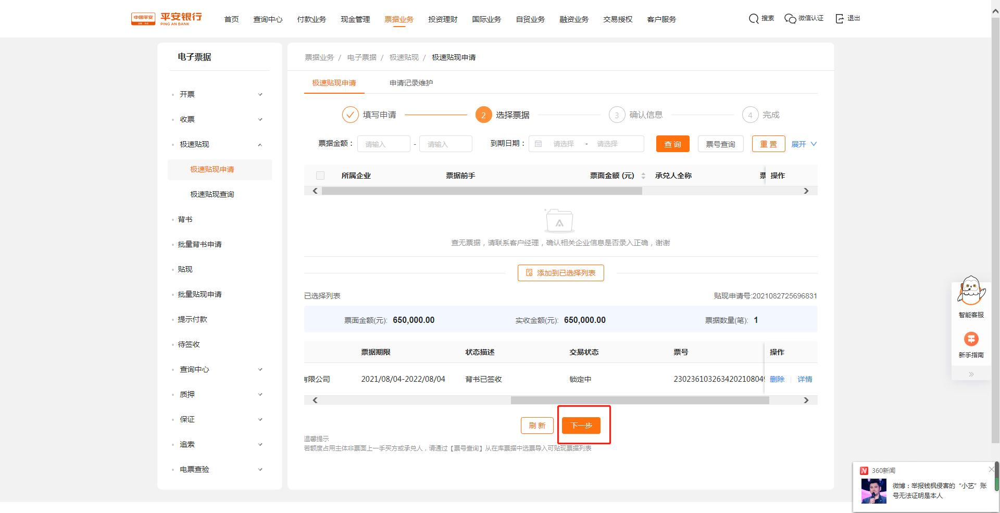 中国平安 平安银行 首页 查询中心 付款业务 现金管理 票据业务 投资理财 国际业务 自贸业务 融资业务 交易授权 客户服务 搜索 微信认证 退出
PING AN BANK
电子票据
开票
收票
极速贴现
极速贴现申请
极速贴现查询
背书
批量背书申请
贴现
批量贴现申请
提示付款
待签收
查询中心
质押
保证
追索
电票查验
票据业务 / 电子票据 / 极速贴现 / 极速贴现申请
极速贴现申请 申请记录维护
填写申请 2 选择票据 3 确认信息 4 完成
票据金额： 请输入 - 请输入 到期日期： 请选择 - 请选择 查 询 票号查询 重 置 展开
所属企业 票据前手 票面金额 (元) 承兑人全称 票 操作
查无票据，请联系客户经理，确认相关企业信息是否录入正确，谢谢
添加到已选择列表
已选择列表 贴现申请号:2021082725696831
票面金额(元): 650,000.00 实收金额(元): 650,000.00 票据数量(笔): 1
票据期限 状态描述 交易状态 票号 操作
有限公司 2021/08/04-2022/08/04 背书已签收 锁定中 230236103263420210804 删除 详情
刷 新 下一步
温馨提示
若额度占用主体非票面上一手买方或承兑人，请通过【票号查询】从在库票据中选票导入可贴现票据列表
智能客服
新手指南
360新闻
微博：举报钱枫侵害的“小艺”账
号无法证明是本人